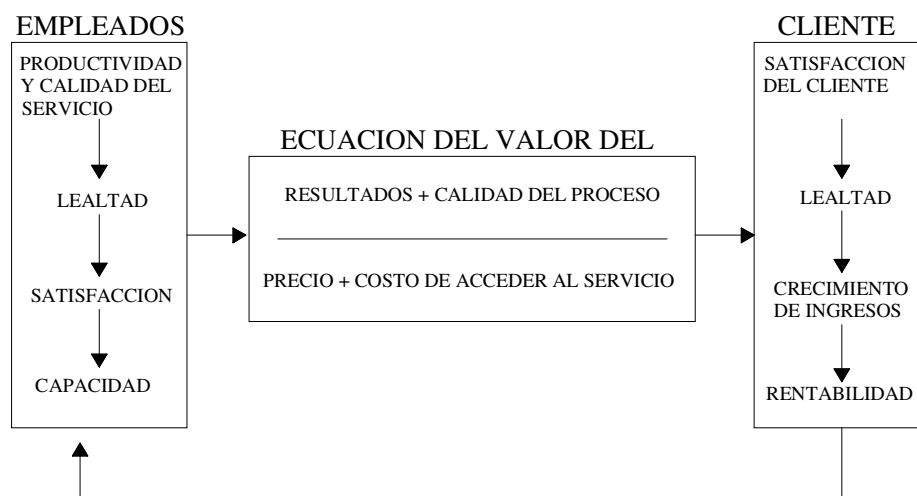 EMPLEADOS
PRODUCTIVIDAD
Y CALIDAD DEL
SERVICIO
LEALTAD
SATISFACCION
CAPACIDAD
ECUACION DEL VALOR DEL
RESULTADOS + CALIDAD DEL PROCESO
PRECIO + COSTO DE ACCEDER AL SERVICIO
CLIENTE
SATISFACCION
DEL CLIENTE
LEALTAD
CRECIMIENTO
DE INGRESOS
RENTABILIDAD